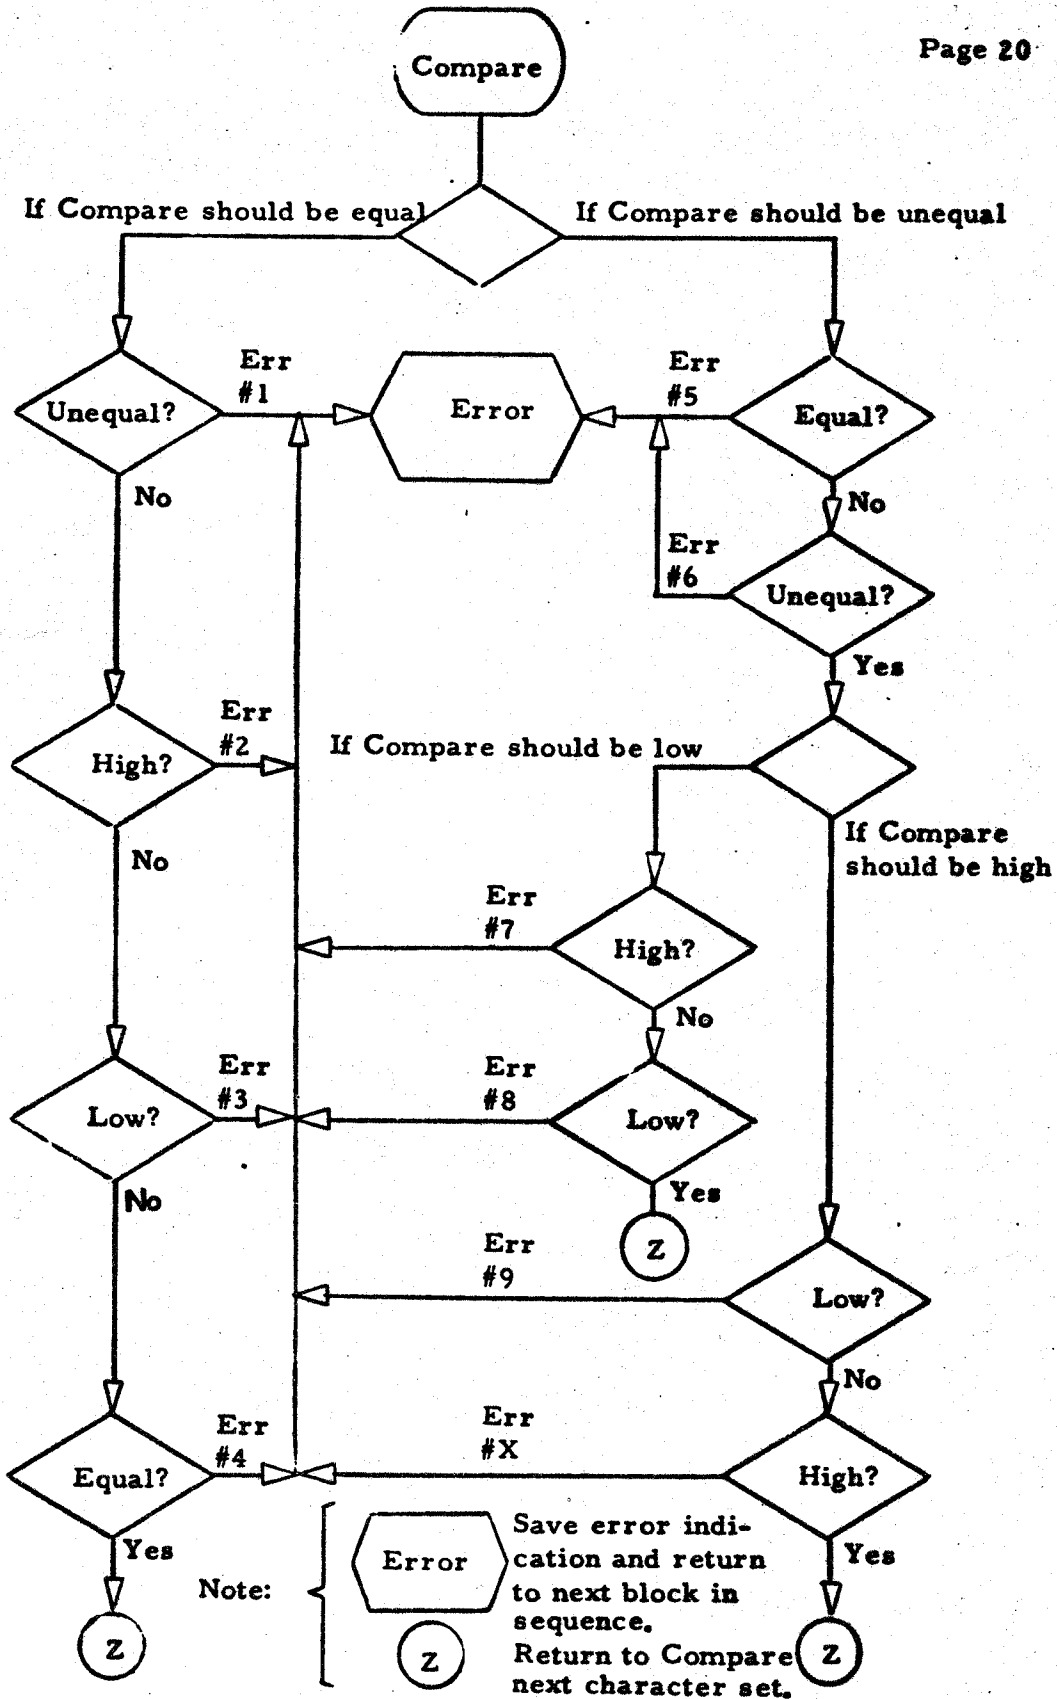 Page 20
Compare
If Compare should be equal
If Compare should be unequal
Err
#1
Unequal?
Error
Err
#5
Equal?
No
No
Err
#6
Unequal?
Yes
Err
#2
High?
If Compare should be low
If Compare
should be high
No
Err
#7
High?
No
Err
#3
Low?
Err
#8
Low?
No
Yes
Z
Err
#9
Low?
No
Err
#4
Equal?
Err
#X
High?
Yes
Yes
Z
Z
Note:
Error
Save error indi-
cation and return
to next block in
sequence.
Z
Return to Compare
next character set.